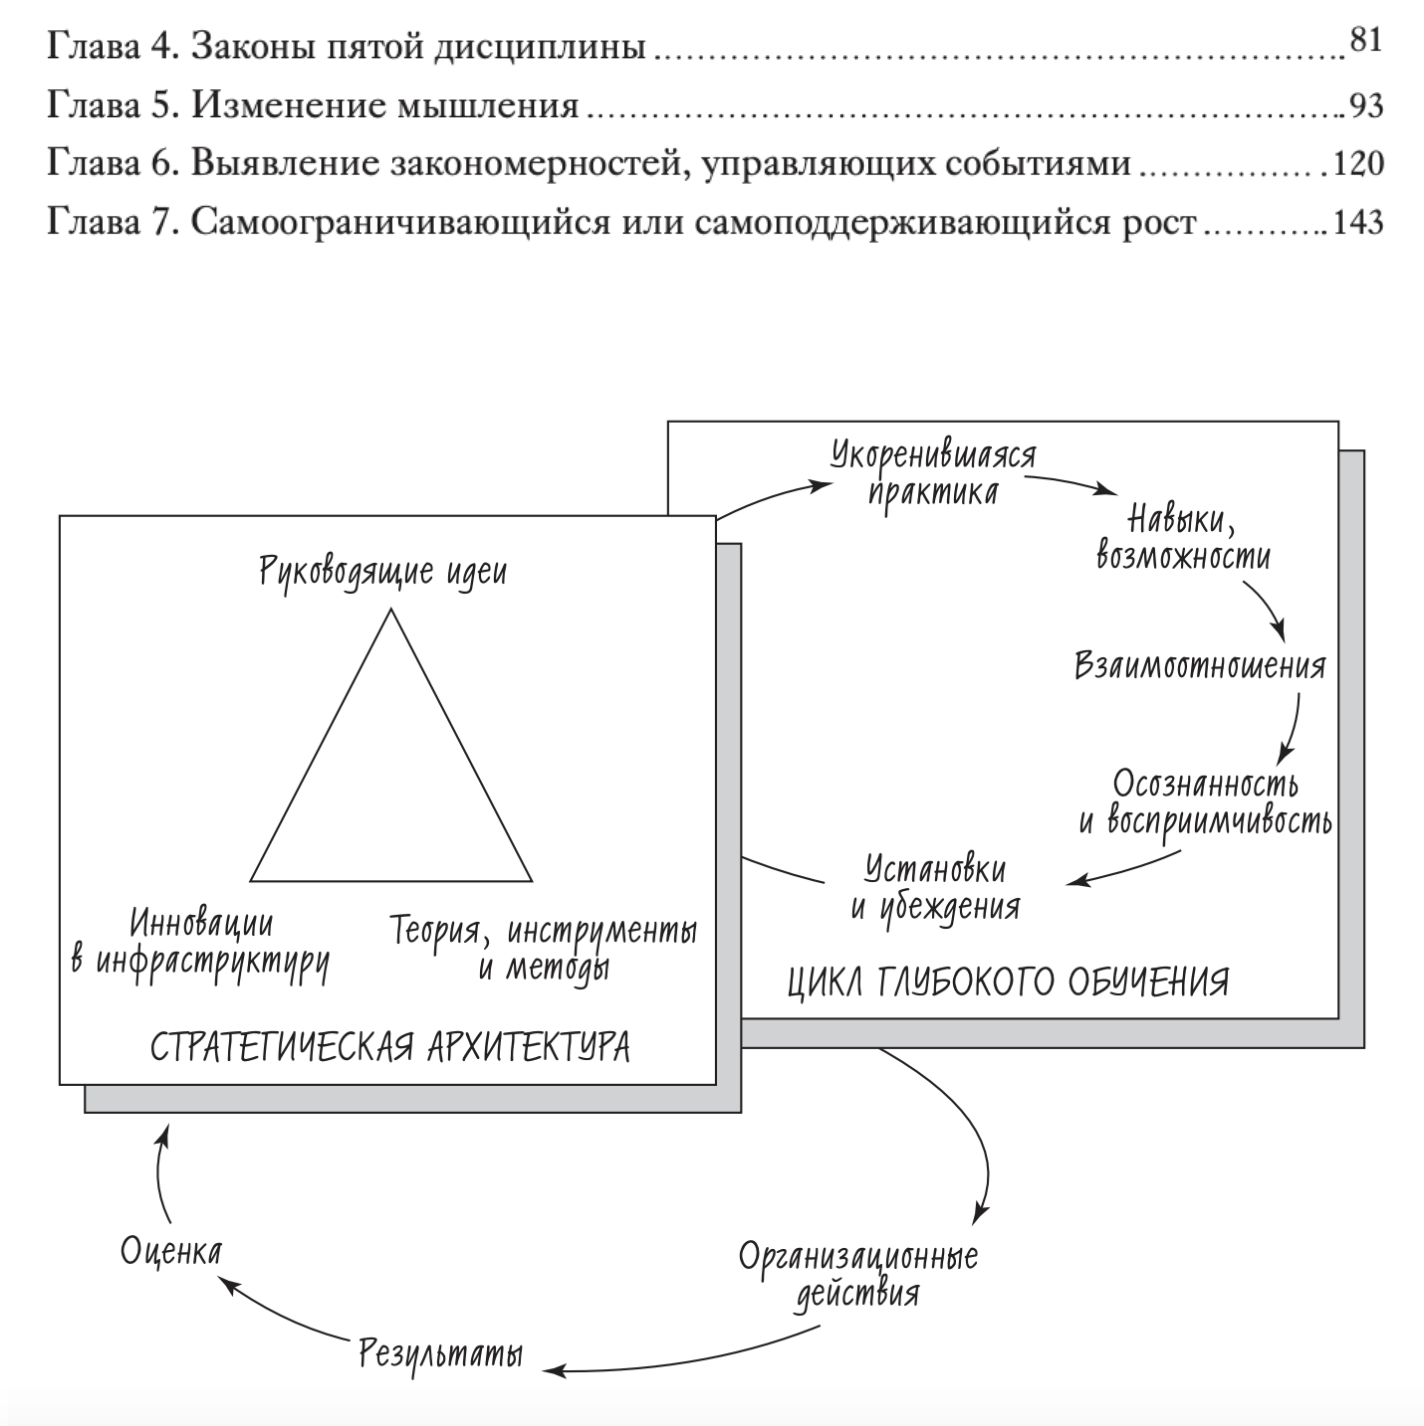 Глава 4. Законы пятой дисциплины ..... 81
Глава 5. Изменение мышления ..... 93
Глава 6. Выявление закономерностей, управляющих событиями ..... 120
Глава 7. Самоограничивающийся или самоподдерживающийся рост ..... 143
Укоренившаяся
практика
Навыки,
возможности
Взаимоотношения
Осознанность
и восприимчивость
Установки
и убеждения
ЦИКЛ ГЛУБОКОГО ОБУЧЕНИЯ
Руководящие идеи
Инновации
в инфраструктуру
Теория, инструменты
и методы
СТРАТЕГИЧЕСКАЯ АРХИТЕКТУРА
Организационные
действия
Результаты
Оценка